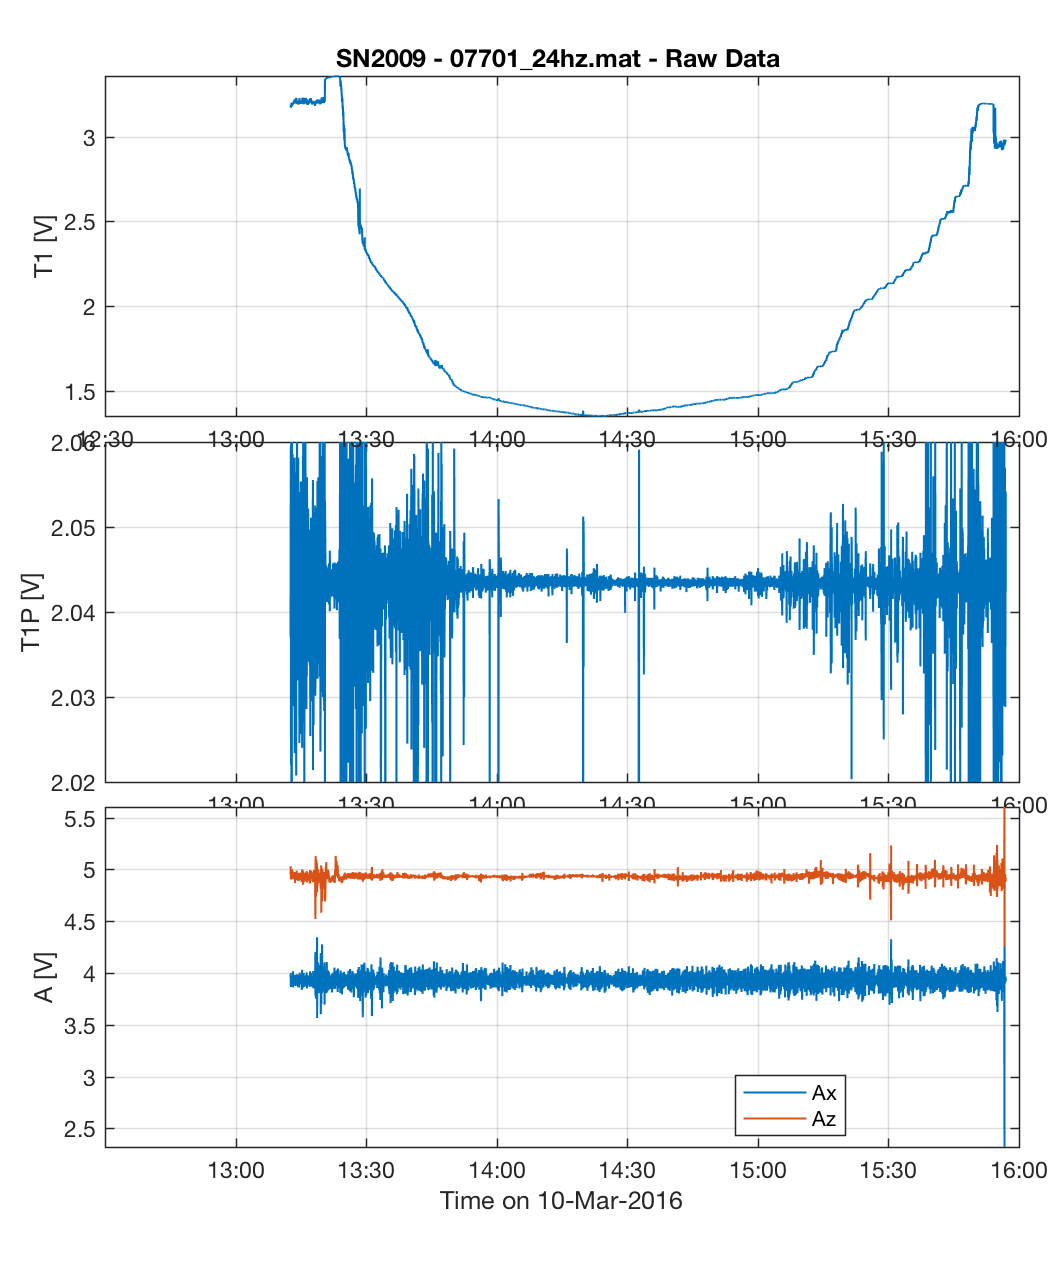 SN2009 - 07701_24hz.mat - Raw Data
3
2.5
2
1.5
T1 [V]
12:30 13:00 13:30 14:00 14:30 15:00 15:30 16:00
2.06
2.05
2.04
2.03
2.02
T1P [V]
13:00 13:30 14:00 14:30 15:00 15:30 16:00
5.5
5
4.5
4
3.5
3
2.5
A [V]
Ax
Az
13:00 13:30 14:00 14:30 15:00 15:30 16:00
Time on 10-Mar-2016